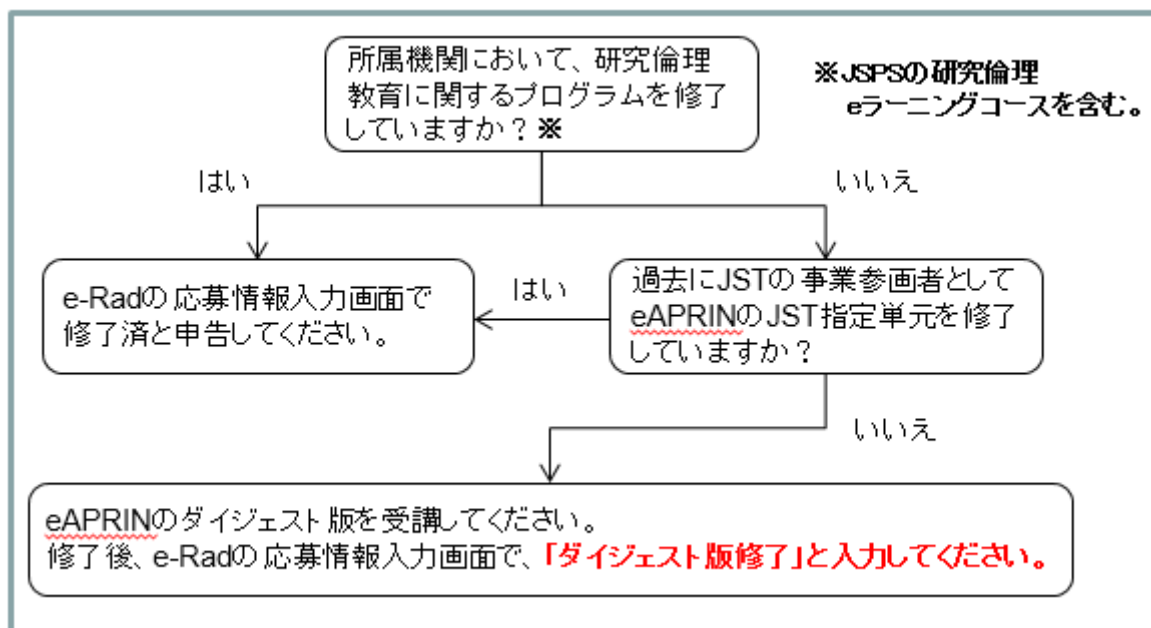 所属機関において、研究倫理
教育に関するプログラムを修了
していますか？※
※JSPSの研究倫理
eラーニングコースを含む。
はい
いいえ
e-Radの応募情報入力画面で
修了済と申告してください。
はい
過去にJSTの事業参画者として
eAPRINのJST指定単元を修了
していますか？
いいえ
eAPRINのダイジェスト版を受講してください。
修了後、e-Radの応募情報入力画面で、「ダイジェスト版修了」と入力してください。